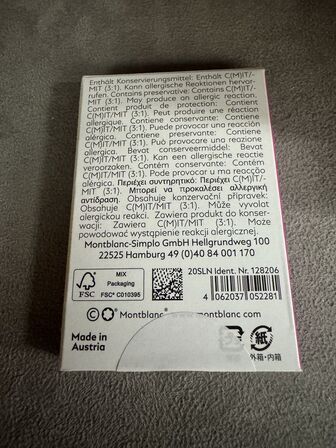 Enthält Konservierungsmittel: Enthält C(M)IT/
MIT (3:1). Kann allergische Reaktionen hervor-
rufen. Contains preservative: Contains C(M)IT/-
MIT (3:1). May produce an allergic reaction.
Contient produit de protection: Contient
C(M)IT/MIT (3:1). Peut produire une réaction
allergique. Contiene conservante: Contiene
C(M)IT/MIT (3:1). Puede provocar una reacción
alérgica. Contiene preservante: Contiene
C(M)IT/MIT (3:1). Può provocare una reazione
allergica. Bevat conserveermiddel: Bevat
C(M)IT/MIT (3:1). Kan een allergische reactie
veroorzaken. Contém conservante: Contém
C(M)IT/MIT (3:1). Pode provocar u ma reacção
alérgica. Περιέχει συντηρητικό: Περιέχει C(M)IT/-
MIT (3:1). Μπορεί να προκαλέσει αλλεργική
αντίδραση. Obsahuje konzervační přípravek:
Obsahuje C(M)IT/MIT (3:1). Může vyvolat
alergickou reakci. Zawiera produkt do konser-
wacji: Zawiera C(M)IT/MIT (3:1). Może
powodować wystąpienie reakcji alergicznej.
Montblanc-Simplo GmbH Hellgrundweg 100
22525 Hamburg 49 (0)40 84 001 170
FSC
MIX
Packaging
FSC® C010395
20SLN Ident. Nr. 128206
4 062037 052281
© Montblanc® www.montblanc.com
Made in
Austria
紙
外箱・内箱